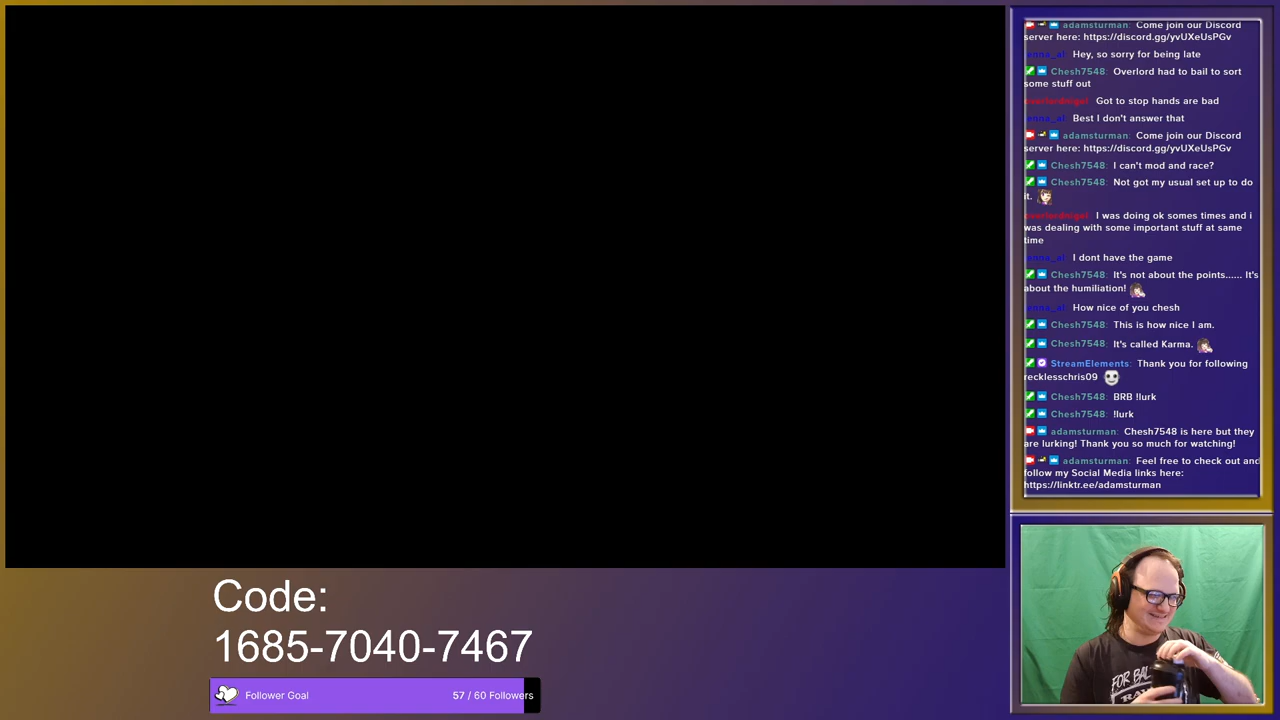 adamsturman: Come join our Discord
server here: https://discord.gg/yvUXeUsPGv
enna_al Hey, so sorry for being late
Chesh7548: Overlord had to bail to sort
some stuff out
overlordnigel Got to stop hands are bad
enna_al Best I don't answer that
adamsturman: Come join our Discord
server here: https://discord.gg/yvUXeUsPGv
Chesh7548: I can't mod and race?
Chesh7548: Not got my usual set up to do
it.
overlordnigel I was doing ok somes times and i
was dealing with some important stuff at same
time
enna_al I dont have the game
Chesh7548: It's not about the points...... It's
about the humiliation!
enna_al How nice of you chesh
Chesh7548: This is how nice I am.
Chesh7548: It's called Karma.
StreamElements: Thank you for following
recklesschris09
Chesh7548: BRB !lurk
Chesh7548: !lurk
adamsturman: Chesh7548 is here but they
are lurking! Thank you so much for watching!
adamsturman: Feel free to check out and
follow my Social Media links here:
https://linktr.ee/adamsturman
Code:
1685-7040-7467
Follower Goal 57 / 60 Followers
FOR BAL